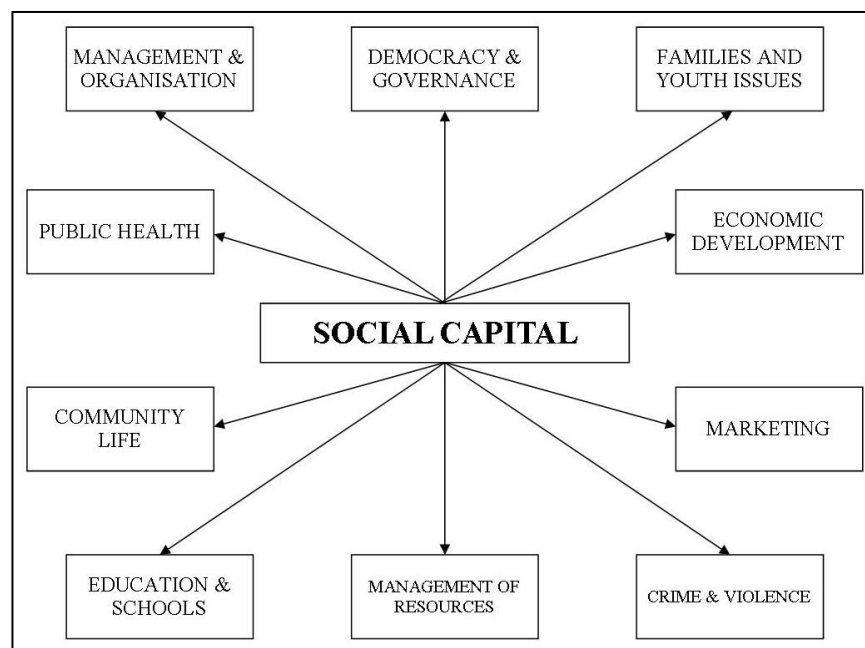 MANAGEMENT &
ORGANISATION
DEMOCRACY &
GOVERNANCE
FAMILIES AND
YOUTH ISSUES
PUBLIC HEALTH
ECONOMIC
DEVELOPMENT
SOCIAL CAPITAL
COMMUNITY
LIFE
MARKETING
EDUCATION &
SCHOOLS
MANAGEMENT OF
RESOURCES
CRIME & VIOLENCE